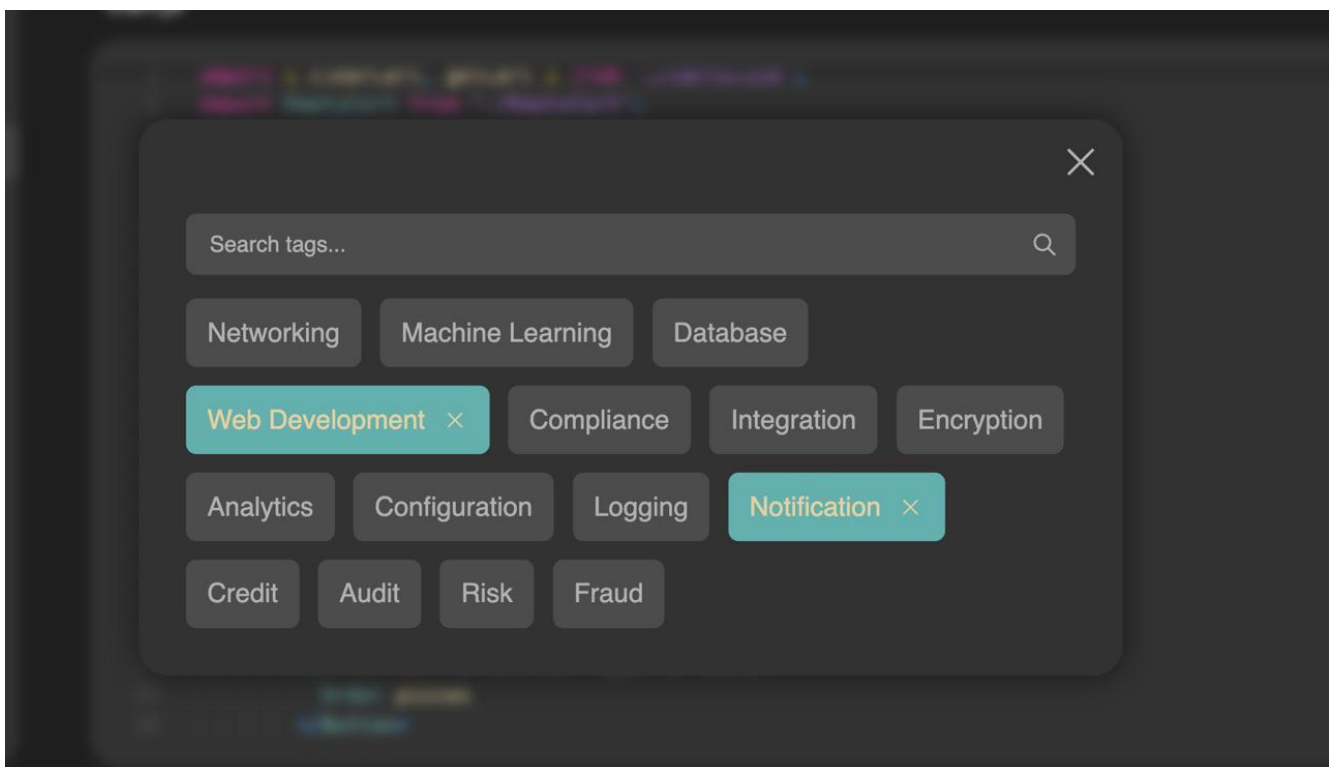 Search tags...
Networking Machine Learning Database
Web Development × Compliance Integration Encryption
Analytics Configuration Logging Notification ×
Credit Audit Risk Fraud